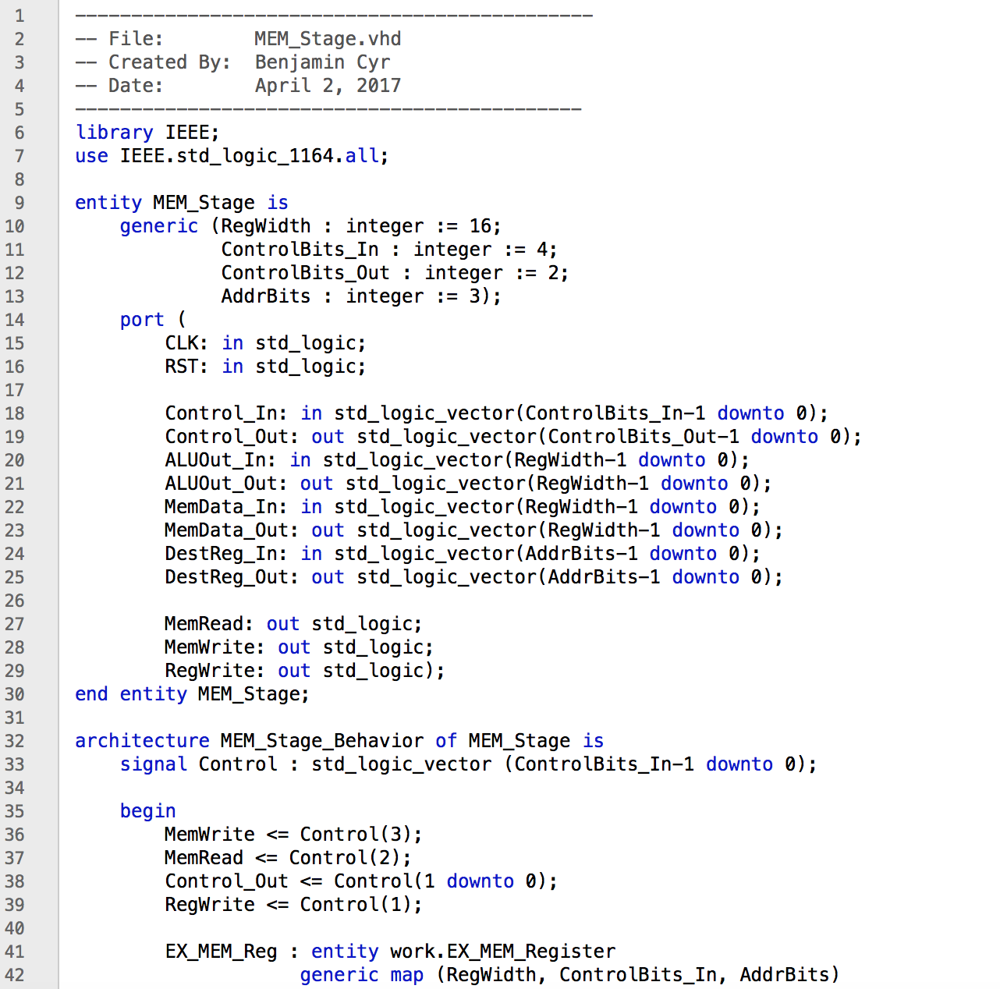 1 ----------------------------------------------
2 -- File:        MEM_Stage.vhd
3 -- Created By:  Benjamin Cyr
4 -- Date:        April 2, 2017
5 ---------------------------------------------
6 library IEEE;
7 use IEEE.std_logic_1164.all;
8
9 entity MEM_Stage is
10     generic (RegWidth : integer := 16;
11              ControlBits_In : integer := 4;
12              ControlBits_Out : integer := 2;
13              AddrBits : integer := 3);
14     port (
15         CLK: in std_logic;
16         RST: in std_logic;
17
18         Control_In: in std_logic_vector(ControlBits_In-1 downto 0);
19         Control_Out: out std_logic_vector(ControlBits_Out-1 downto 0);
20         ALUOut_In: in std_logic_vector(RegWidth-1 downto 0);
21         ALUOut_Out: out std_logic_vector(RegWidth-1 downto 0);
22         MemData_In: in std_logic_vector(RegWidth-1 downto 0);
23         MemData_Out: out std_logic_vector(RegWidth-1 downto 0);
24         DestReg_In: in std_logic_vector(AddrBits-1 downto 0);
25         DestReg_Out: out std_logic_vector(AddrBits-1 downto 0);
26
27         MemRead: out std_logic;
28         MemWrite: out std_logic;
29         RegWrite: out std_logic);
30 end entity MEM_Stage;
31
32 architecture MEM_Stage_Behavior of MEM_Stage is
33     signal Control : std_logic_vector (ControlBits_In-1 downto 0);
34
35     begin
36         MemWrite <= Control(3);
37         MemRead <= Control(2);
38         Control_Out <= Control(1 downto 0);
39         RegWrite <= Control(1);
40
41         EX_MEM_Reg : entity work.EX_MEM_Register
42                     generic map (RegWidth, ControlBits_In, AddrBits)